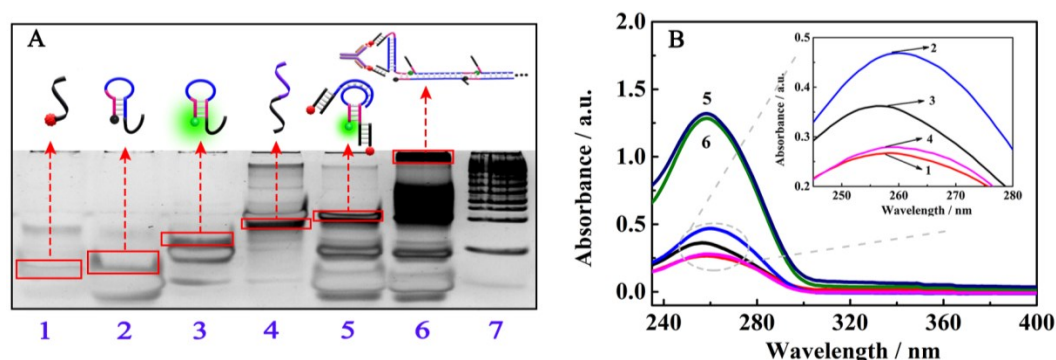 A
1 2 3 4 5 6 7
B
Absorbance / a.u.
2.0
1.5
1.0
0.5
0.0
240 280 320 360 400
Wavelength / nm
5
6
Absorbance / a.u.
0.5
0.4
0.3
0.2
250 260 270 280
Wavelength / nm
2
3
4
1